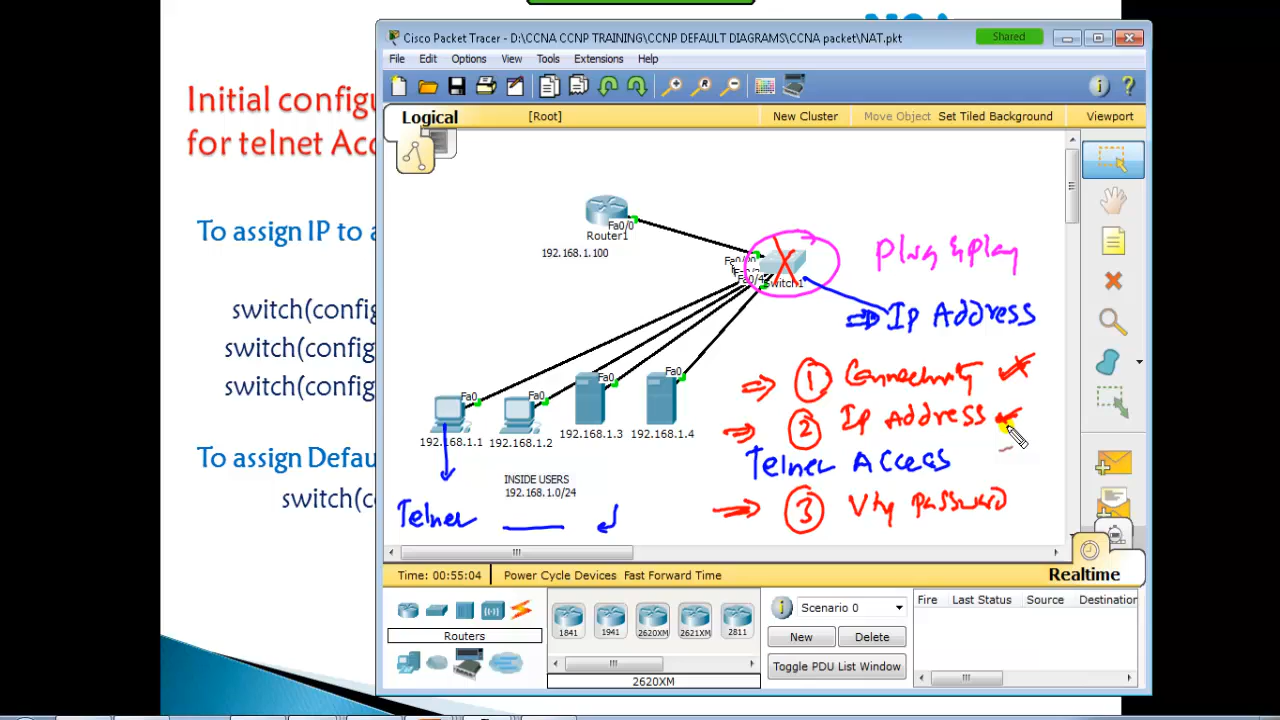 Initial configu
for telnet Acc
To assign IP to a
switch(config
switch(config
switch(config
To assign Defau
switch(co
Cisco Packet Tracer - D:\CCNA CCNP TRAINING\CCNP DEFAULT DIAGRAMS\CCNA packet\NAT.pkt
Shared
File Edit Options View Tools Extensions Help
Logical [Root] New Cluster Move Object Set Tiled Background Viewport
Fa0/0
Router1
192.168.1.100
Fa0/4
Switch1
Plug & play
Ip Address
1 Connectivity
2 Ip Address
Telnet Access
3 Vty password
Fa0 Fa0 Fa0 Fa0
192.168.1.1 192.168.1.2 192.168.1.3 192.168.1.4
INSIDE USERS
192.168.1.0/24
Telnet
Realtime
Time: 00:55:04 Power Cycle Devices Fast Forward Time
Routers
1841 1941 2620XM 2621XM 2811
2620XM
Scenario 0
New Delete
Toggle PDU List Window
Fire Last Status Source Destination